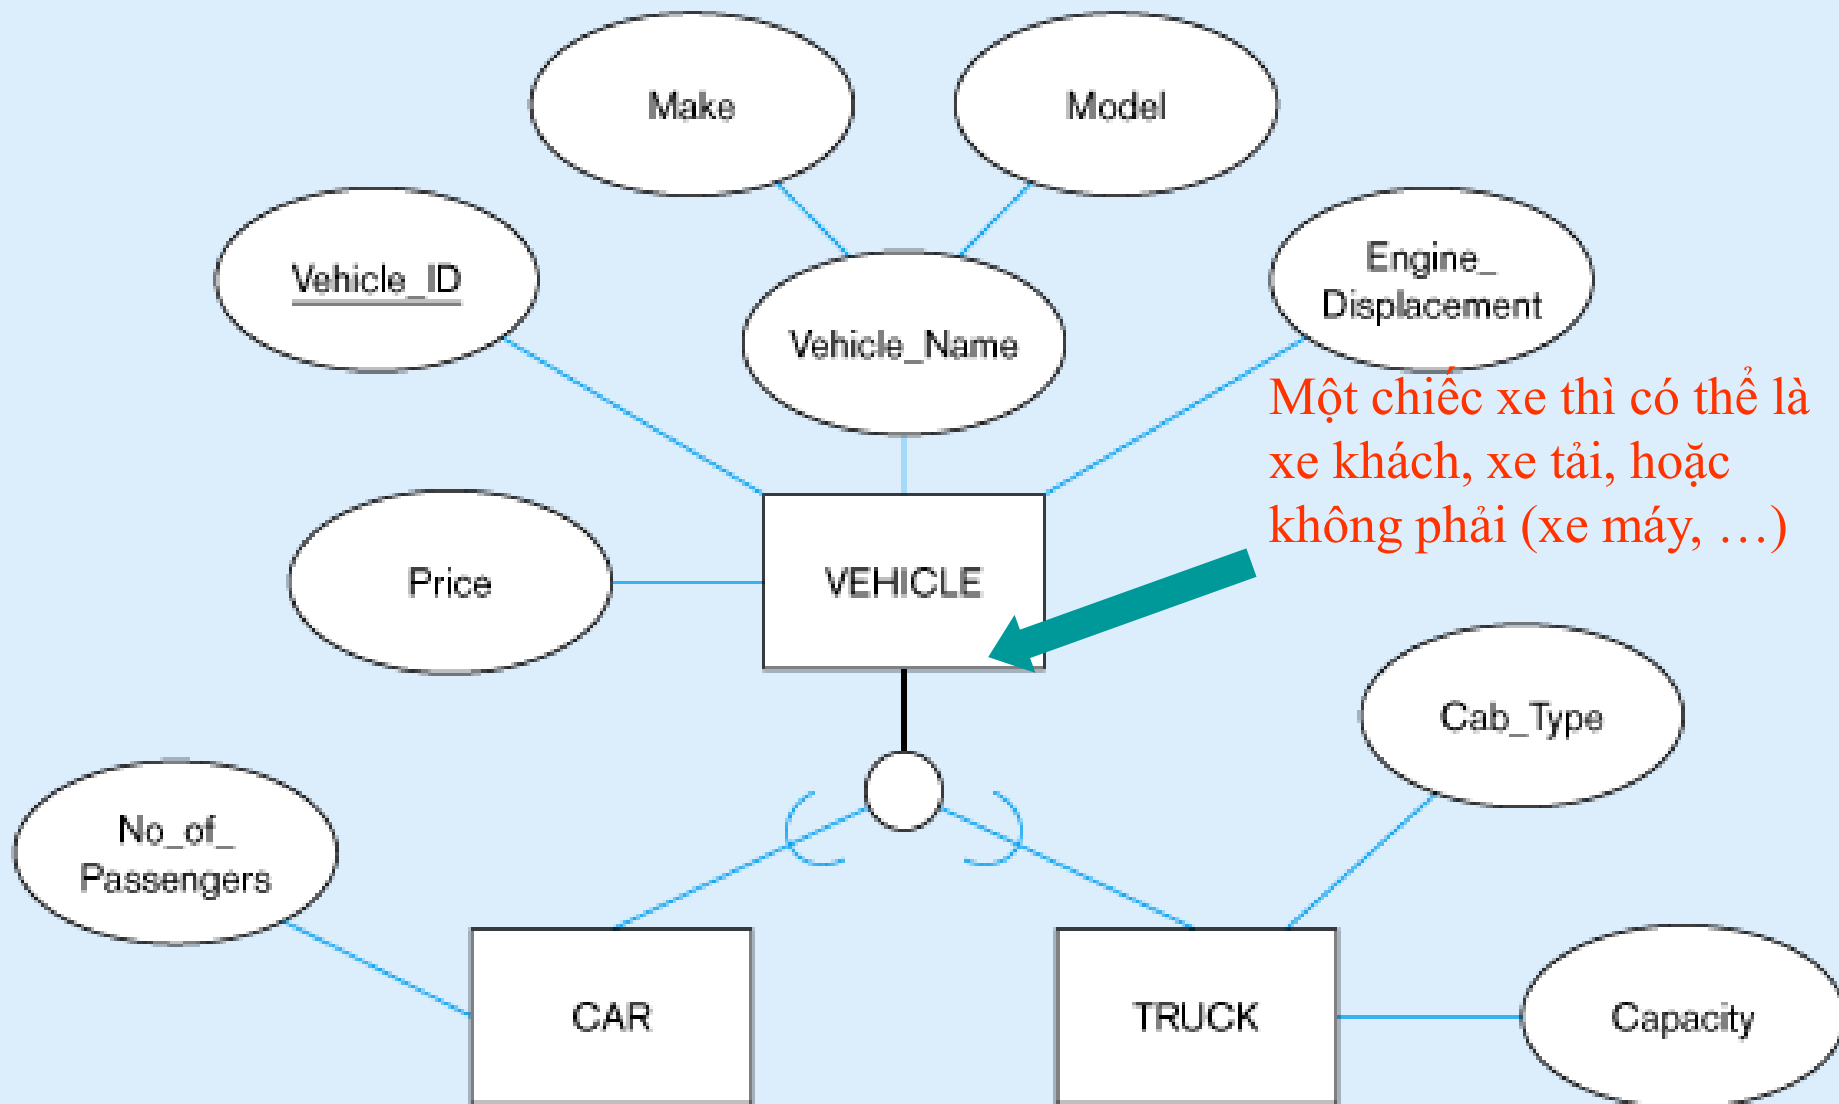 Make
Model
Vehicle_ID
Vehicle_Name
Engine_
Displacement
Một chiếc xe thì có thể là
xe khách, xe tải, hoặc
không phải (xe máy, …)
Price
VEHICLE
Cab_Type
No_of_
Passengers
CAR
TRUCK
Capacity